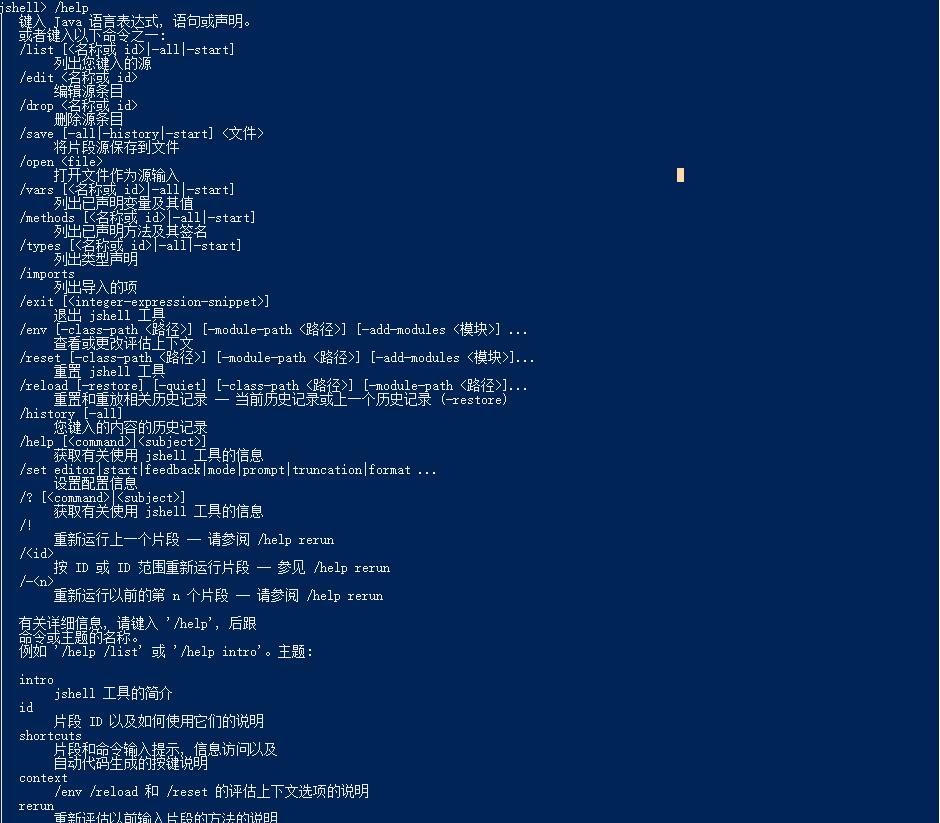 jshell> /help
键入 Java 语言表达式, 语句或声明。
或者键入以下命令之一:
/list [<名称或 id>|-all|-start]
列出您键入的源
/edit <名称或 id>
编辑源条目
/drop <名称或 id>
删除源条目
/save [-all|-history|-start] <文件>
将片段源保存到文件
/open <file>
打开文件作为源输入
/vars [<名称或 id>|-all|-start]
列出已声明变量及其值
/methods [<名称或 id>|-all|-start]
列出已声明方法及其签名
/types [<名称或 id>|-all|-start]
列出类型声明
/imports
列出导入的项
/exit [<integer-expression-snippet>]
退出 jshell 工具
/env [-class-path <路径>] [-module-path <路径>] [-add-modules <模块>] ...
查看或更改评估上下文
/reset [-class-path <路径>] [-module-path <路径>] [-add-modules <模块>]...
重置 jshell 工具
/reload [-restore] [-quiet] [-class-path <路径>] [-module-path <路径>]...
重置和重放相关历史记录 -- 当前历史记录或上一个历史记录 (-restore)
/history [-all]
您键入的内容的历史记录
/help [<command>|<subject>]
获取有关使用 jshell 工具的信息
/set editor|start|feedback|mode|prompt|truncation|format ...
设置配置信息
/? [<command>|<subject>]
获取有关使用 jshell 工具的信息
/!
重新运行上一个片段 -- 请参阅 /help rerun
/<id>
按 ID 或 ID 范围重新运行片段 -- 参见 /help rerun
/-<n>
重新运行以前的第 n 个片段 -- 请参阅 /help rerun
有关详细信息, 请键入 '/help', 后跟
命令或主题的名称。
例如 '/help /list' 或 '/help intro'。主题:
intro
jshell 工具的简介
id
片段 ID 以及如何使用它们的说明
shortcuts
片段和命令输入提示, 信息访问以及
自动代码生成的按键说明
context
/env /reload 和 /reset 的评估上下文选项的说明
rerun
重新评估以前输入片段的方法的说明